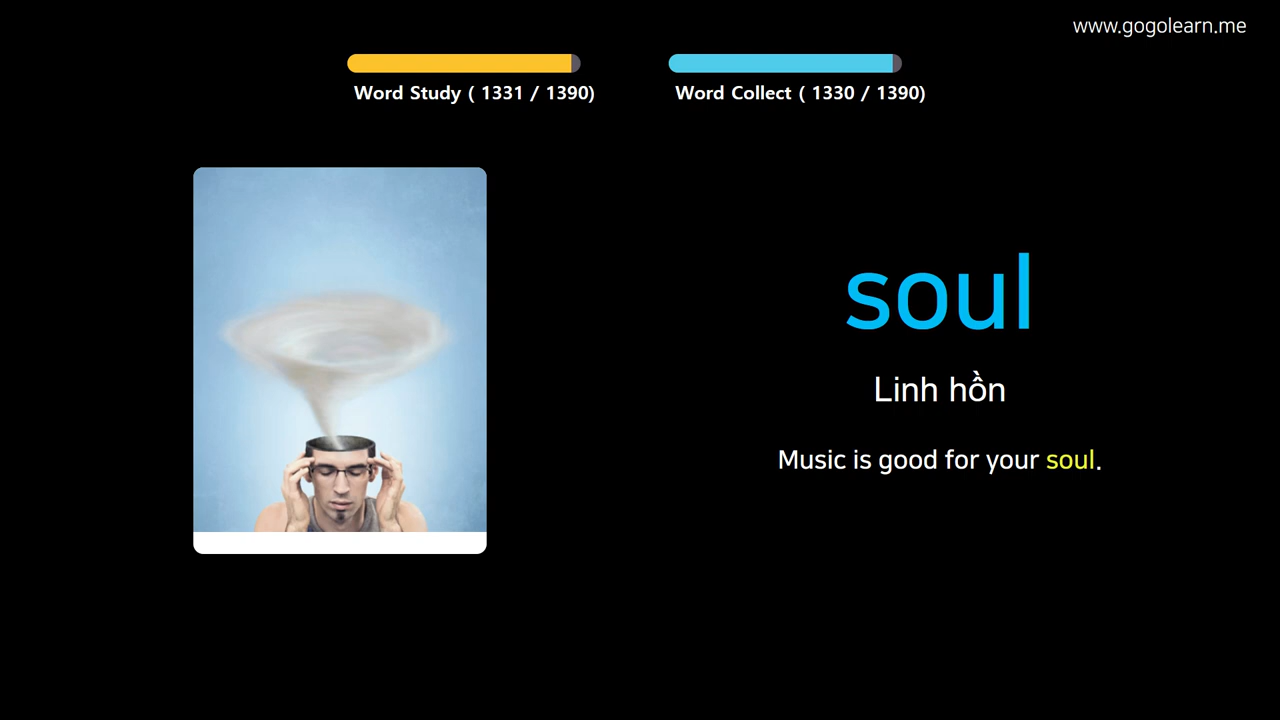 www.gogolearn.me
Word Study ( 1331 / 1390)
Word Collect ( 1330 / 1390)
soul
Linh hồn
Music is good for your soul.